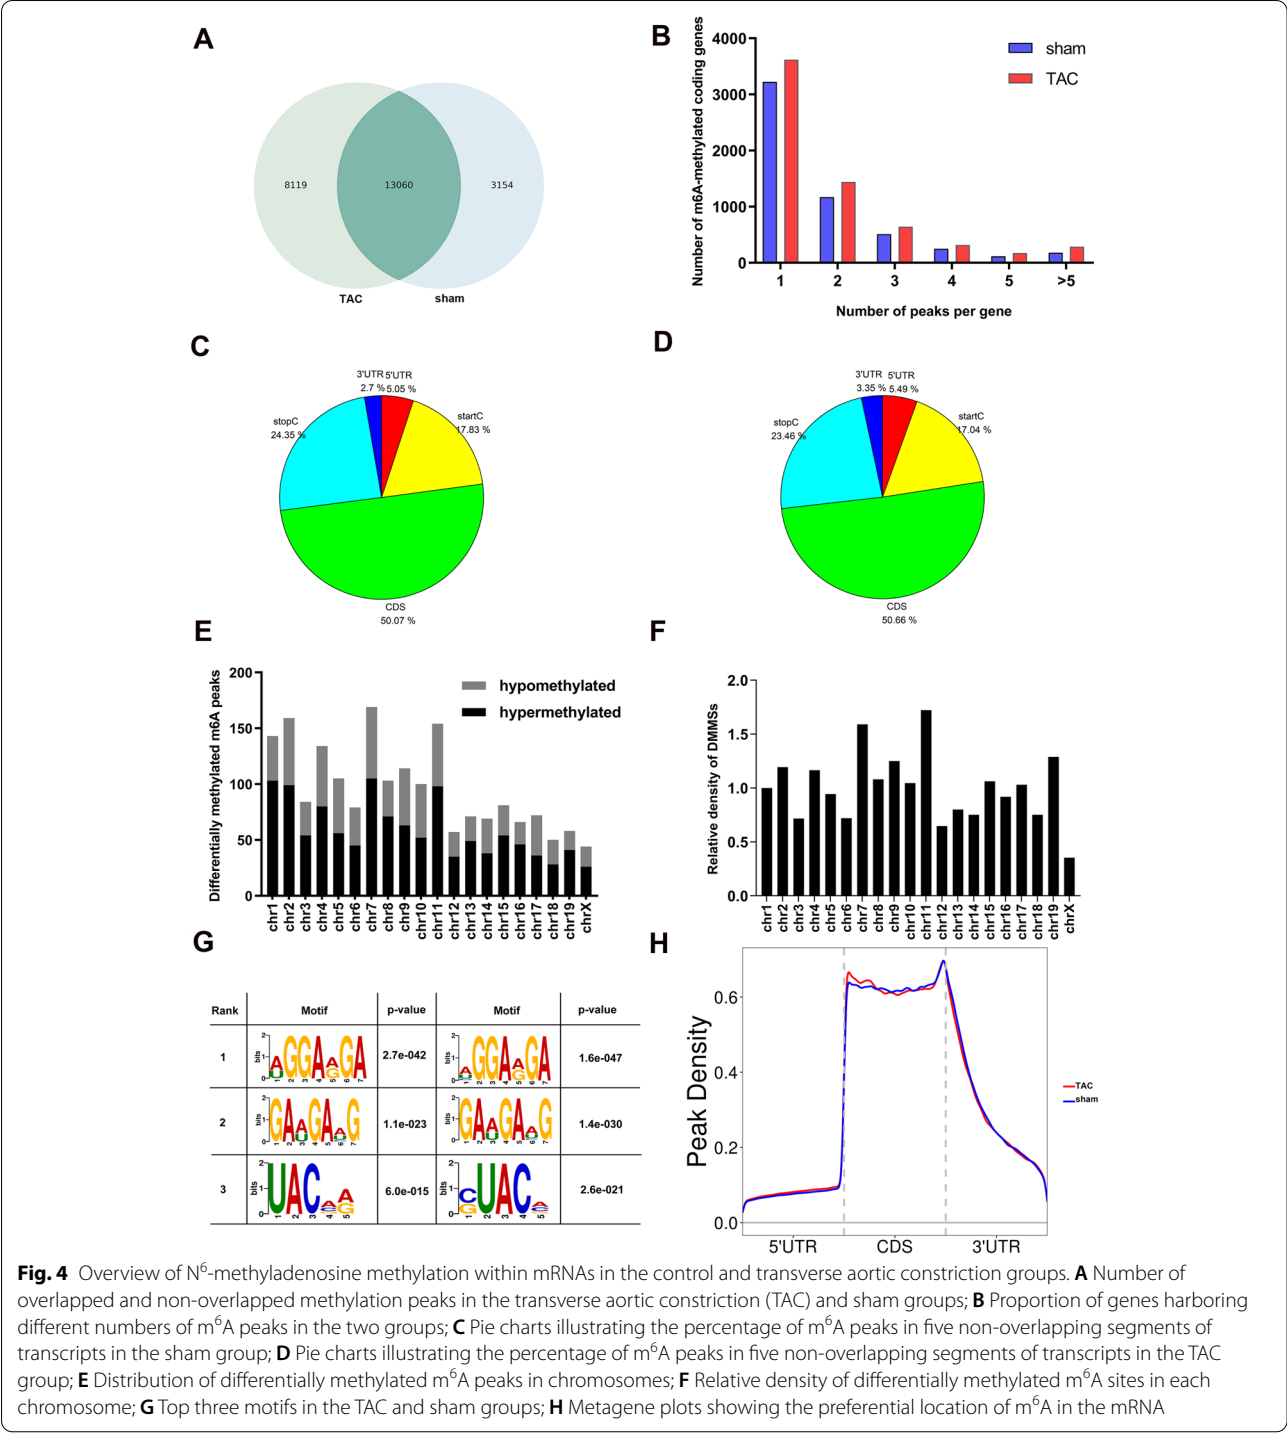 A
8119
13060
3154
TAC
sham
B
Number of m6A-methylated coding genes
4000
3000
2000
1000
0
1 2 3 4 5 >5
Number of peaks per gene
sham
TAC
C
3'UTR 5'UTR
2.7 % 5.05 %
startC
17.83 %
stopC
24.35 %
CDS
50.07 %
D
3'UTR 5'UTR
3.35 % 5.49 %
startC
17.04 %
stopC
23.46 %
CDS
50.66 %
E
Differentially methylated m6A peaks
200
150
100
50
0
hypomethylated
hypermethylated
chr1 chr2 chr3 chr4 chr5 chr6 chr7 chr8 chr9 chr10 chr11 chr12 chr13 chr14 chr15 chr16 chr17 chr18 chr19 chrX
F
Relative density of DMMSs
2.0
1.5
1.0
0.5
0.0
chr1 chr2 chr3 chr4 chr5 chr6 chr7 chr8 chr9 chr10 chr11 chr12 chr13 chr14 chr15 chr16 chr17 chr18 chr19 chrX
G
Rank Motif p-value Motif p-value
1 2.7e-042 1.6e-047
2 1.1e-023 1.4e-030
3 6.0e-015 2.6e-021
H
Peak Density
0.6
0.4
0.2
0.0
5'UTR CDS 3'UTR
TAC
sham
Fig. 4 Overview of N6-methyladenosine methylation within mRNAs in the control and transverse aortic constriction groups. A Number of
overlapped and non-overlapped methylation peaks in the transverse aortic constriction (TAC) and sham groups; B Proportion of genes harboring
different numbers of m6A peaks in the two groups; C Pie charts illustrating the percentage of m6A peaks in five non-overlapping segments of
transcripts in the sham group; D Pie charts illustrating the percentage of m6A peaks in five non-overlapping segments of transcripts in the TAC
group; E Distribution of differentially methylated m6A peaks in chromosomes; F Relative density of differentially methylated m6A sites in each
chromosome; G Top three motifs in the TAC and sham groups; H Metagene plots showing the preferential location of m6A in the mRNA